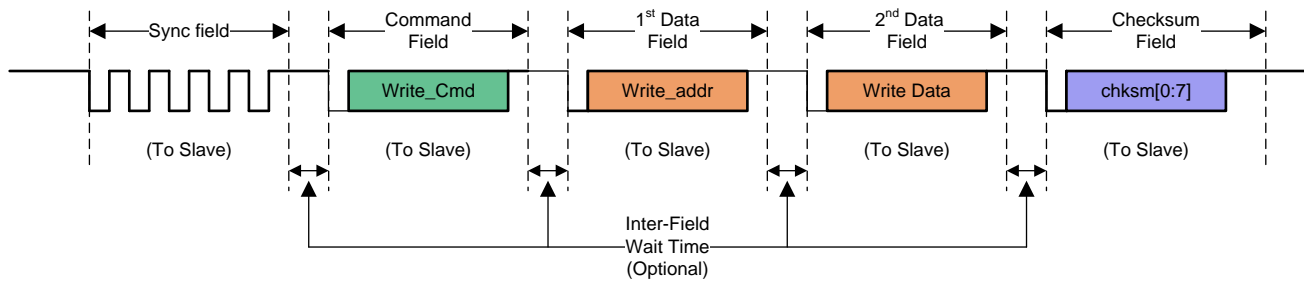 Sync field
Command
Field
1st Data
Field
2nd Data
Field
Checksum
Field
Write_Cmd
Write_addr
Write Data
chksm[0:7]
(To Slave)
(To Slave)
(To Slave)
(To Slave)
(To Slave)
Inter-Field
Wait Time
(Optional)